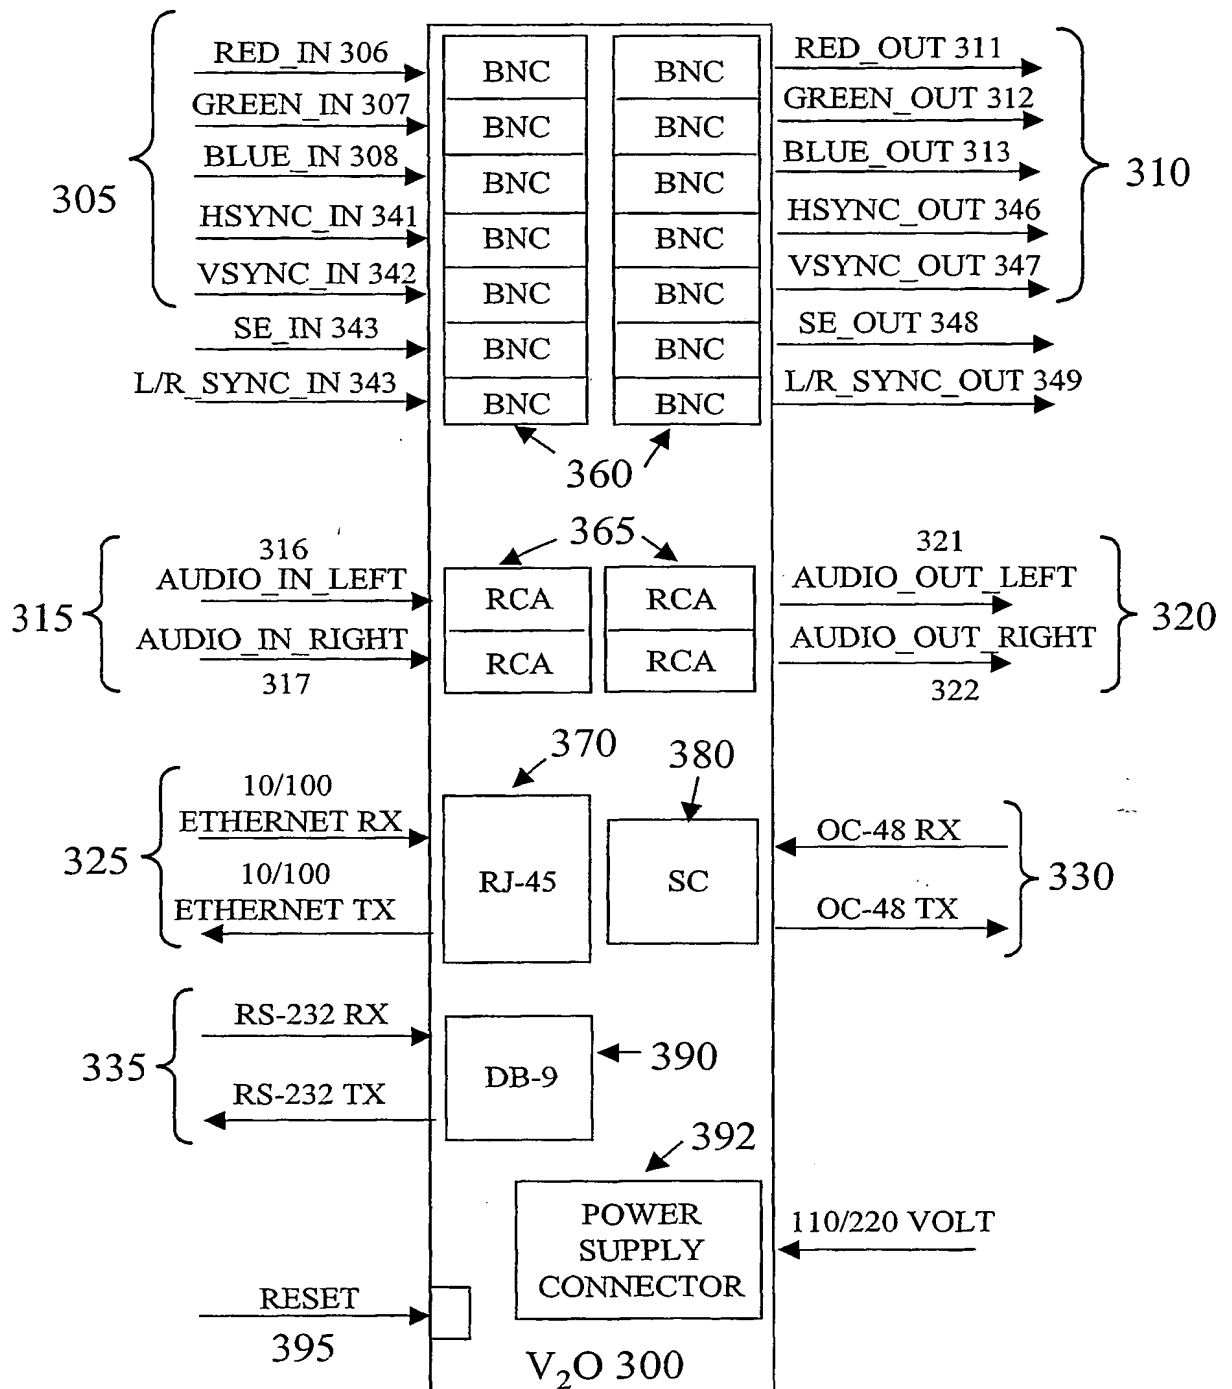 RED_IN 306
BNC
BNC
RED_OUT 311
GREEN_IN 307
BNC
BNC
GREEN_OUT 312
BLUE_IN 308
BNC
BNC
BLUE_OUT 313
305
310
HSYNC_IN 341
BNC
BNC
HSYNC_OUT 346
VSYNC_IN 342
BNC
BNC
VSYNC_OUT 347
SE_IN 343
BNC
BNC
SE_OUT 348
L/R_SYNC_IN 343
BNC
BNC
L/R_SYNC_OUT 349
360
365
315
316
AUDIO_IN_LEFT
RCA
RCA
321
AUDIO_OUT_LEFT
320
AUDIO_IN_RIGHT
317
RCA
RCA
AUDIO_OUT_RIGHT
322
370
380
325
10/100
ETHERNET RX
10/100
ETHERNET TX
RJ-45
SC
OC-48 RX
OC-48 TX
330
335
RS-232 RX
RS-232 TX
DB-9
390
392
POWER
SUPPLY
CONNECTOR
110/220 VOLT
RESET
395
V₂O 300